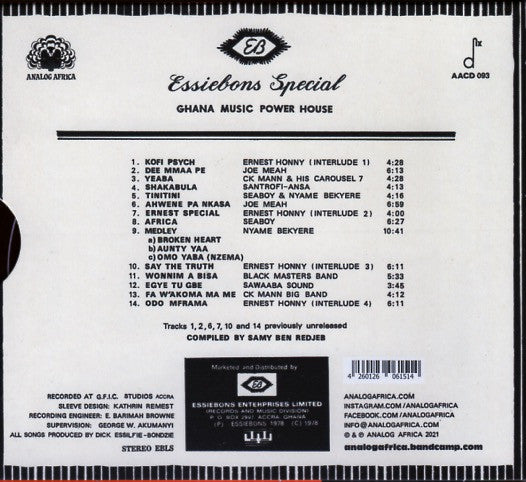 EB
ANALOG AFRICA
AACD 093
Essiebons Special
GHANA MUSIC POWER HOUSE
1. KOFI PSYCH ERNEST HONNY (INTERLUDE 1) 4:28
2. DEE MMAA PE JOE MEAH 6:13
3. YEABA CK MANN & HIS CAROUSEL 7 4:28
4. SHAKABULA SANTROFI-ANSA 4:13
5. TINITINI SEABOY & NYAME BEKYERE 4:16
6. AHWENE PA NKASA JOE MEAH 6:59
7. ERNEST SPECIAL ERNEST HONNY (INTERLUDE 2) 4:00
8. AFRICA SEABOY 6:27
9. MEDLEY NYAME BEKYERE 10:41
a) BROKEN HEART
b) AUNTY YAA
c) OMO YABA (NZEMA)
10. SAY THE TRUTH ERNEST HONNY (INTERLUDE 3) 6:11
11. WONNIM A BISA BLACK MASTERS BAND 5:33
12. EGYE TU GBE SAWAABA SOUND 3:45
13. FA W'AKOMA MA ME CK MANN BIG BAND 4:12
14. ODO MFRAMA ERNEST HONNY (INTERLUDE 4) 6:11
Tracks 1, 2, 6, 7, 10 and 14 previously unreleased
COMPILED BY SAMY BEN REDJEB
RECORDED AT G.F.I.C. STUDIOS ACCRA
SLEEVE DESIGN: KATHRIN REMEST
RECORDING ENGINEER: E. BARIMAH BROWNE
SUPERVISION: GEORGE W. AKUMANYI
ALL SONGS PRODUCED BY DICK ESSILFIE-BONDZIE
STEREO EBLS
Marketed and Distributed by
EB
ESSIEBONS ENTERPRISES LIMITED
(RECORDS AND MUSIC DIVISION)
P.O. BOX 2997, ACCRA GHANA
(P) ESSIEBONS 1978 (C) 1978
4 260126 061514
ANALOGAFRICA.COM
INSTAGRAM.COM/ANALOGAFRICA
FACEBOOK.COM/ANALOGAFRICA
© & ℗ ANALOG AFRICA 2021
analogafrica.bandcamp.com